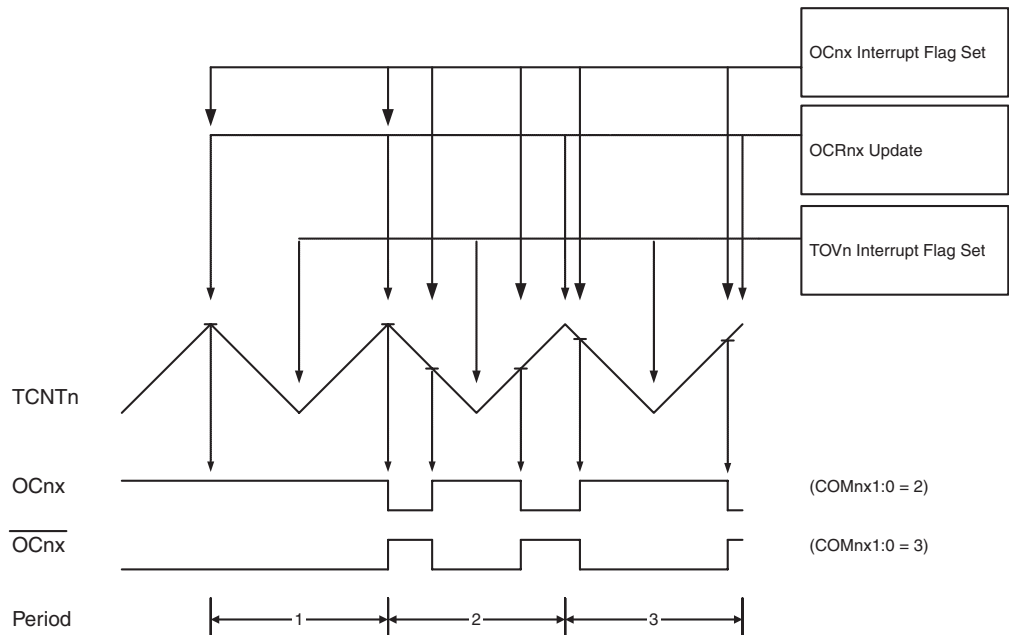 OCnx Interrupt Flag Set
OCRnx Update
TOVn Interrupt Flag Set
TCNTn
OCnx
(COMnx1:0 = 2)
OCnx
(COMnx1:0 = 3)
Period
1
2
3